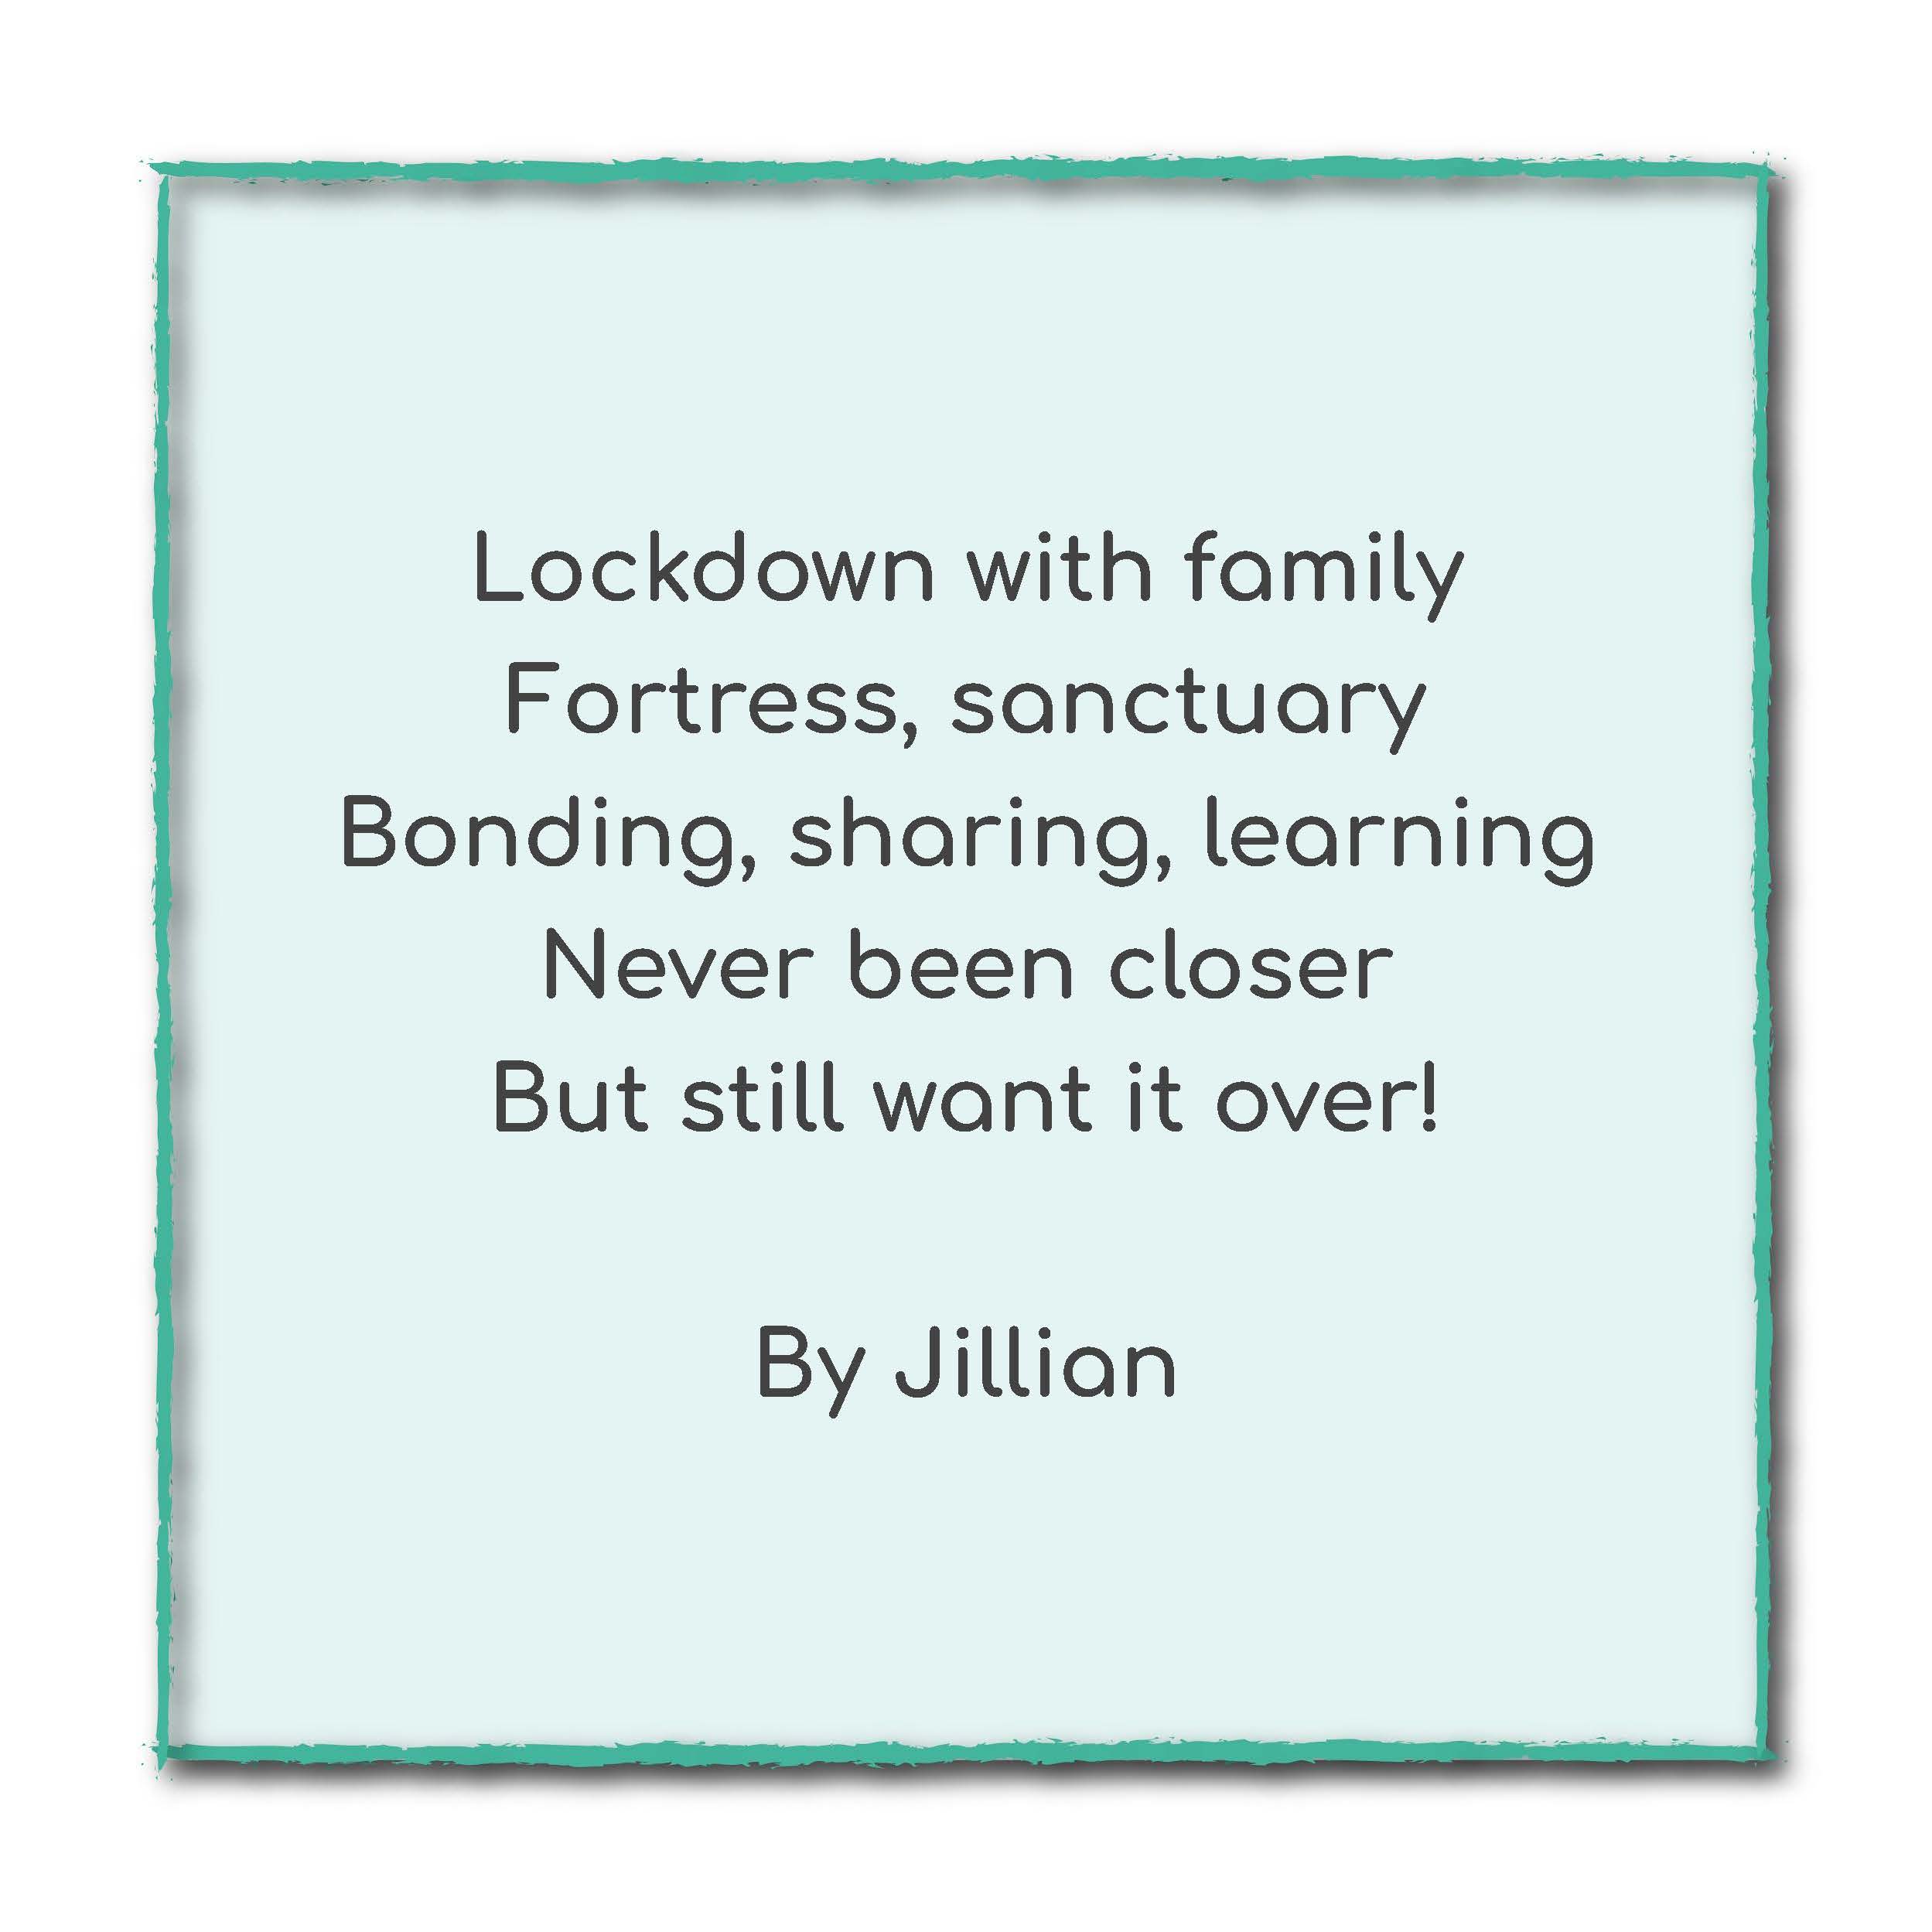 Lockdown with family
Fortress, sanctuary
Bonding, sharing, learning
Never been closer
But still want it over!
By Jillian